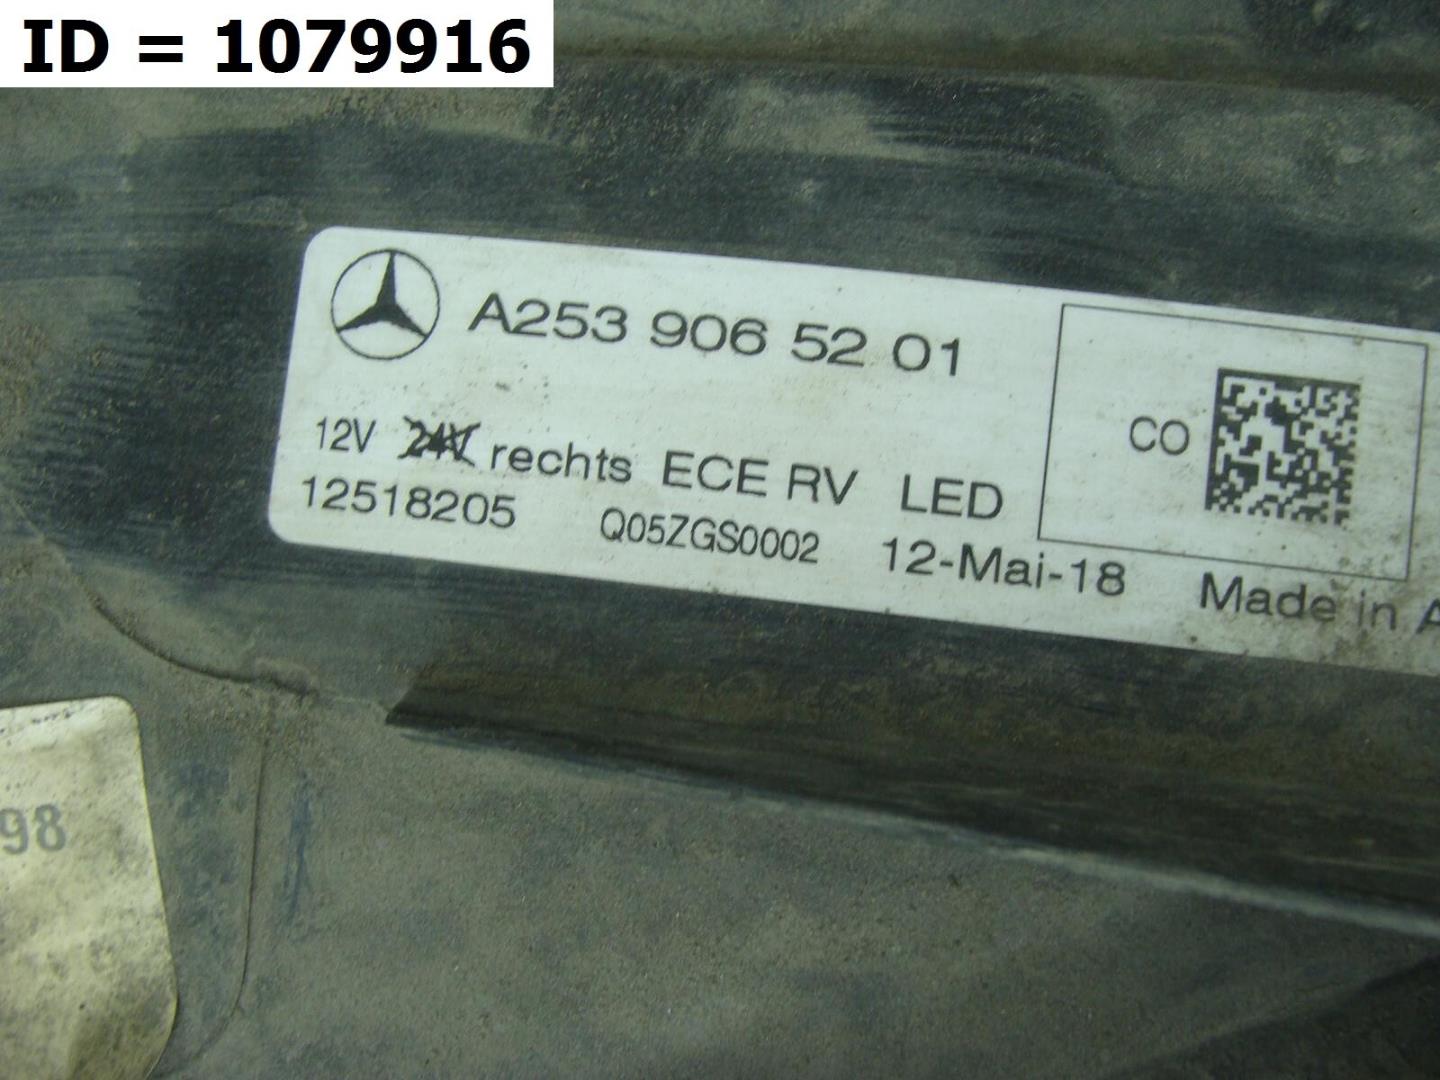 ID = 1079916
A253 906 52 01
CO
12V 24V rechts ECE RV LED
12518205 Q05ZGS0002 12-Mai-18 Made in A
98